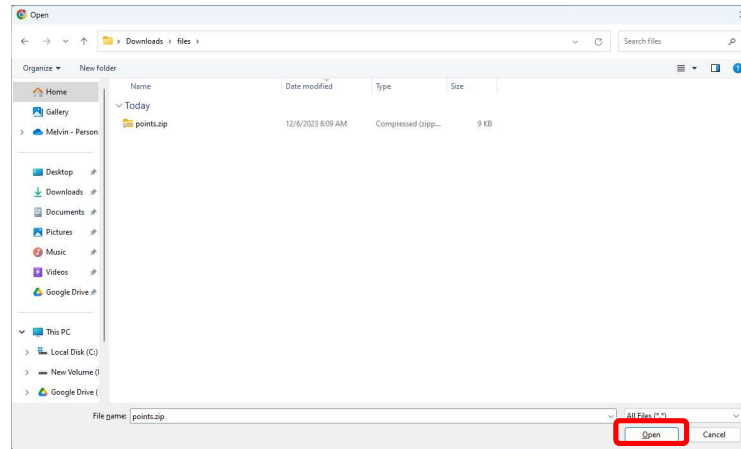 Open
Downloads > files >
Search files
Organize
New folder
Home
Gallery
Melvin - Person
Desktop
Downloads
Documents
Pictures
Music
Videos
Google Drive
This PC
Local Disk (C:)
New Volume (
Google Drive (
Name Date modified Type Size
Today
points.zip 12/6/2023 8:09 AM Compressed (zipp... 9 KB
File name: points.zip
All Files (*.*)
Open Cancel